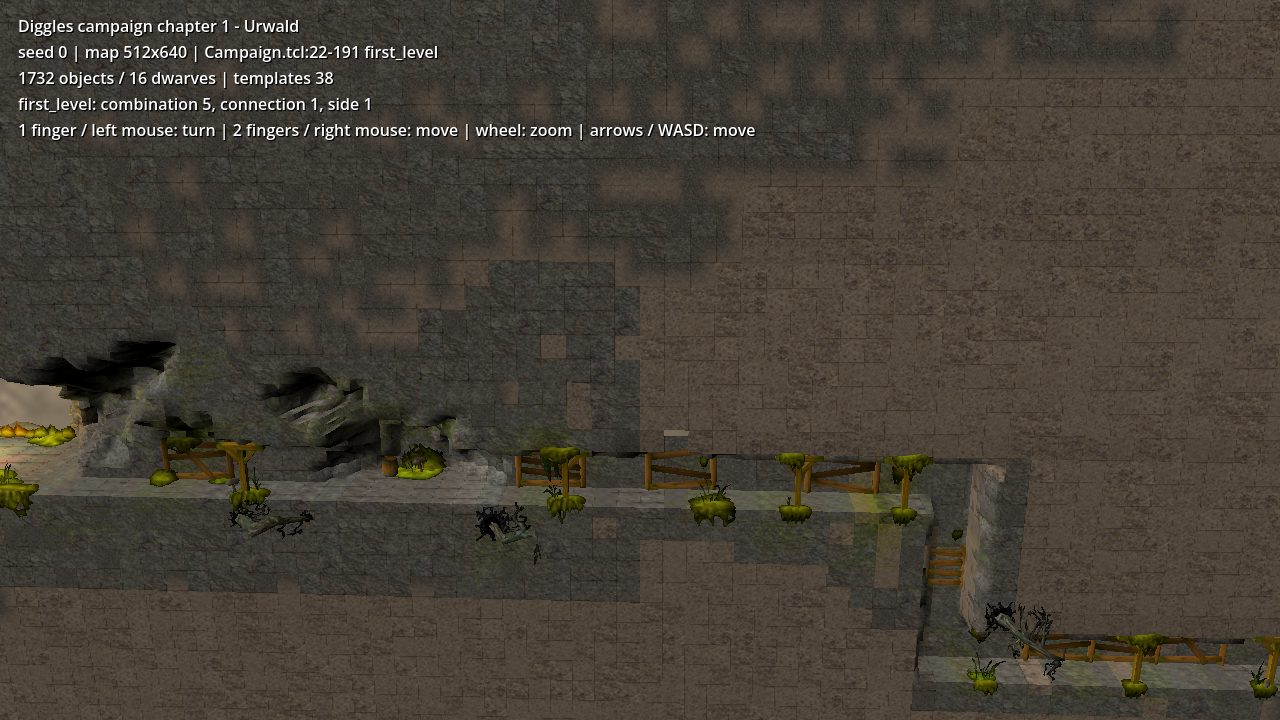 Diggles campaign chapter 1 - Urwald
seed 0 | map 512x640 | Campaign.tcl:22-191 first_level
1732 objects / 16 dwarves | templates 38
first_level: combination 5, connection 1, side 1
1 finger / left mouse: turn | 2 fingers / right mouse: move | wheel: zoom | arrows / WASD: move